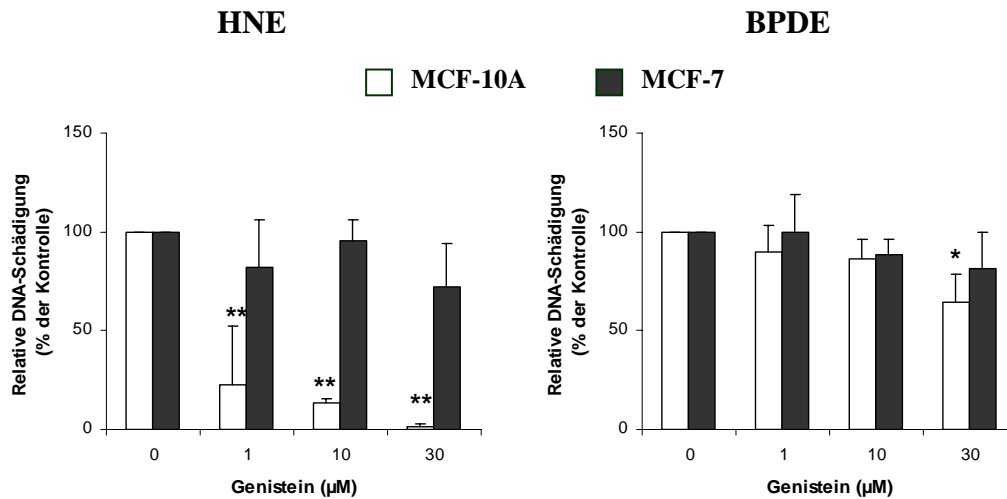 HNE
BPDE
MCF-10A
MCF-7
Relative DNA-Schädigung
(% der Kontrolle)
150
100
50
0
**
**
**
0 1 10 30
Genistein (µM)
Relative DNA-Schädigung
(% der Kontrolle)
150
100
50
0
*
0 1 10 30
Genistein (µM)